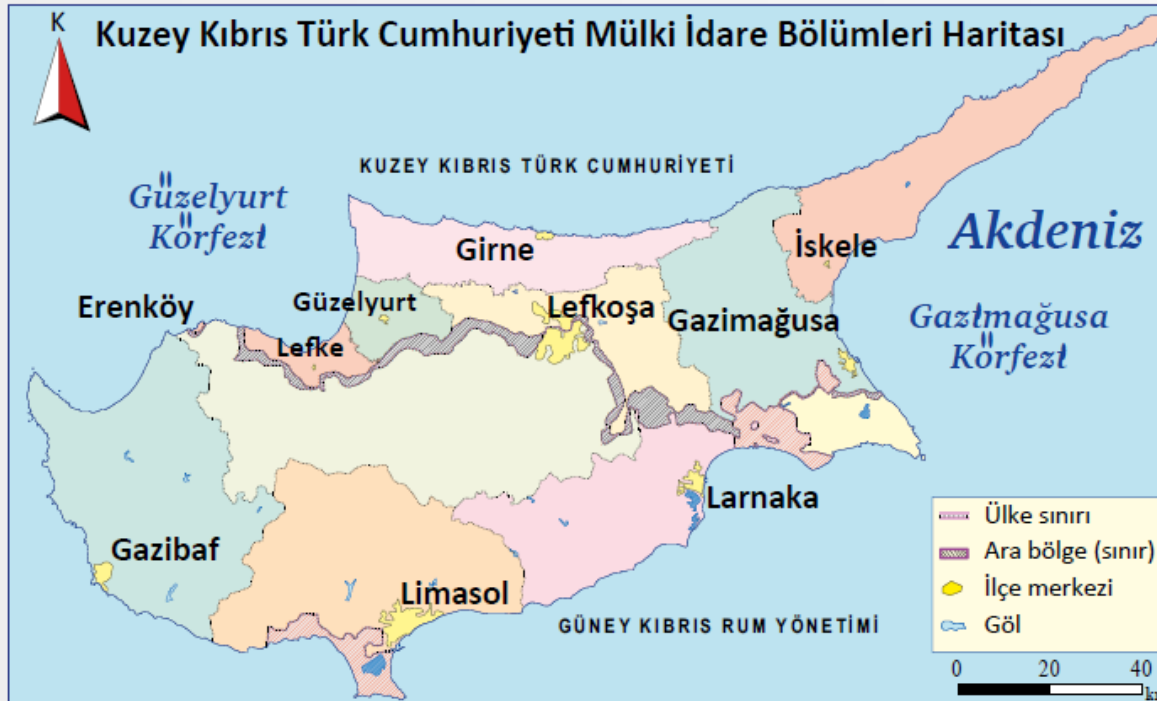 K
Kuzey Kıbrıs Türk Cumhuriyeti Mülki İdare Bölümleri Haritası
KUZEY KIBRIS TÜRK CUMHURİYETİ
Güzelyurt
Körfezi
Akdeniz
Girne
İskele
Erenköy
Güzelyurt
Lefkoşa
Gazimağusa
Gazimağusa
Körfezi
Lefke
Larnaka
Gazibaf
Limasol
GÜNEY KIBRIS RUM YÖNETİMİ
Ülke sınırı
Ara bölge (sınır)
İlçe merkezi
Göl
0 20 40
km